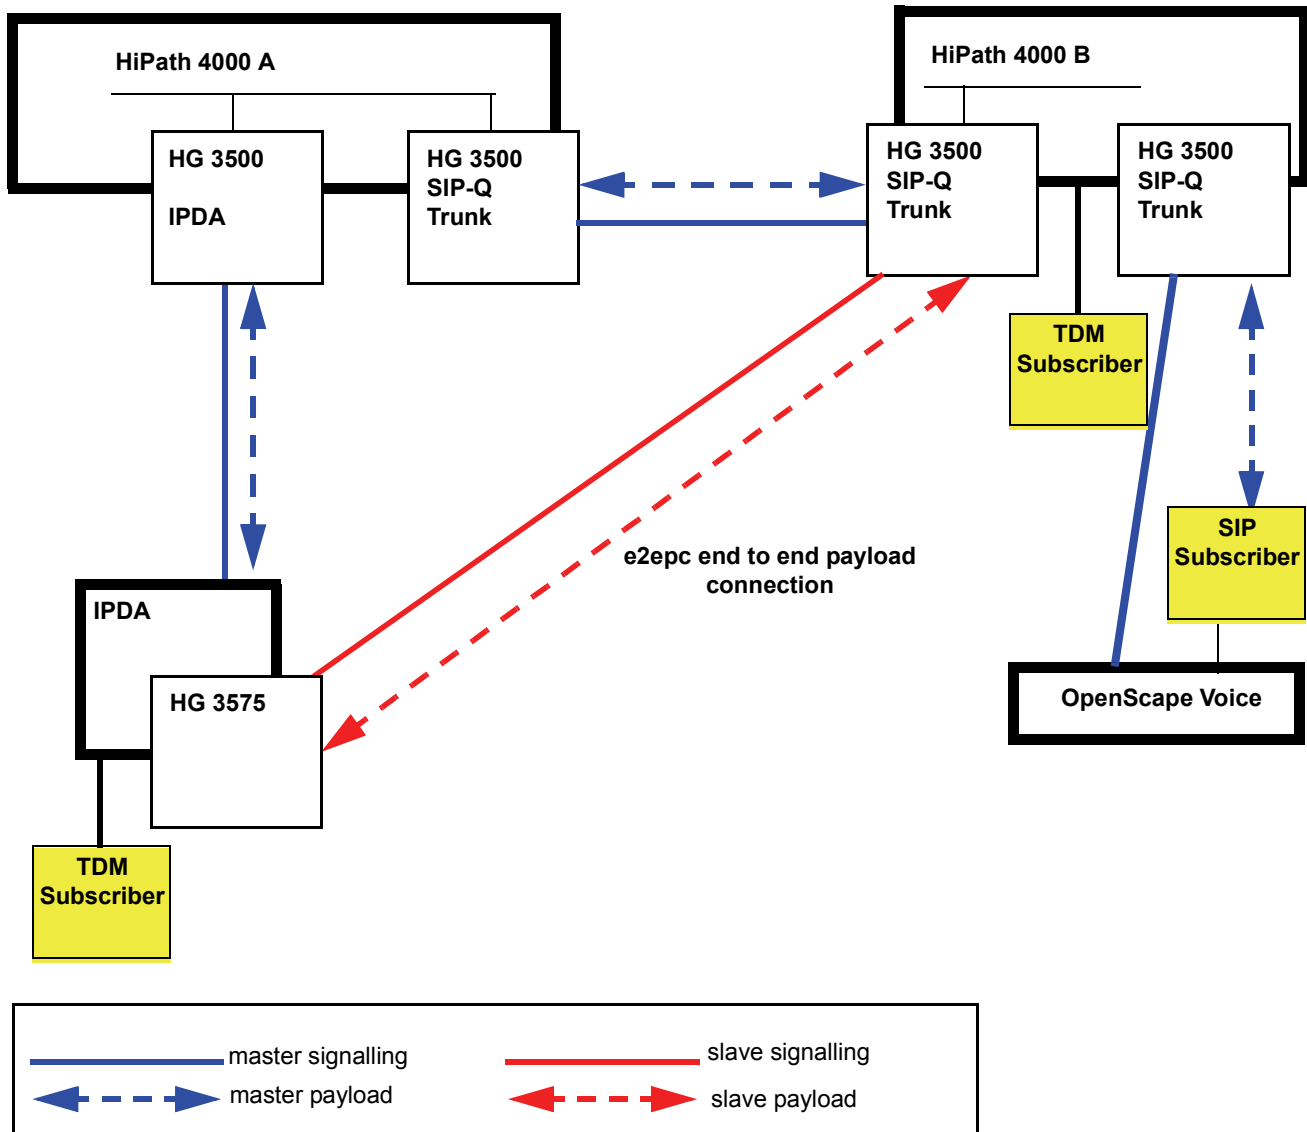 HiPath 4000 A
HiPath 4000 B
HG 3500
IPDA
HG 3500
SIP-Q
Trunk
HG 3500
SIP-Q
Trunk
HG 3500
SIP-Q
Trunk
TDM
Subscriber
SIP
Subscriber
e2epc end to end payload
connection
IPDA
HG 3575
OpenScape Voice
TDM
Subscriber
master signalling
slave signalling
master payload
slave payload